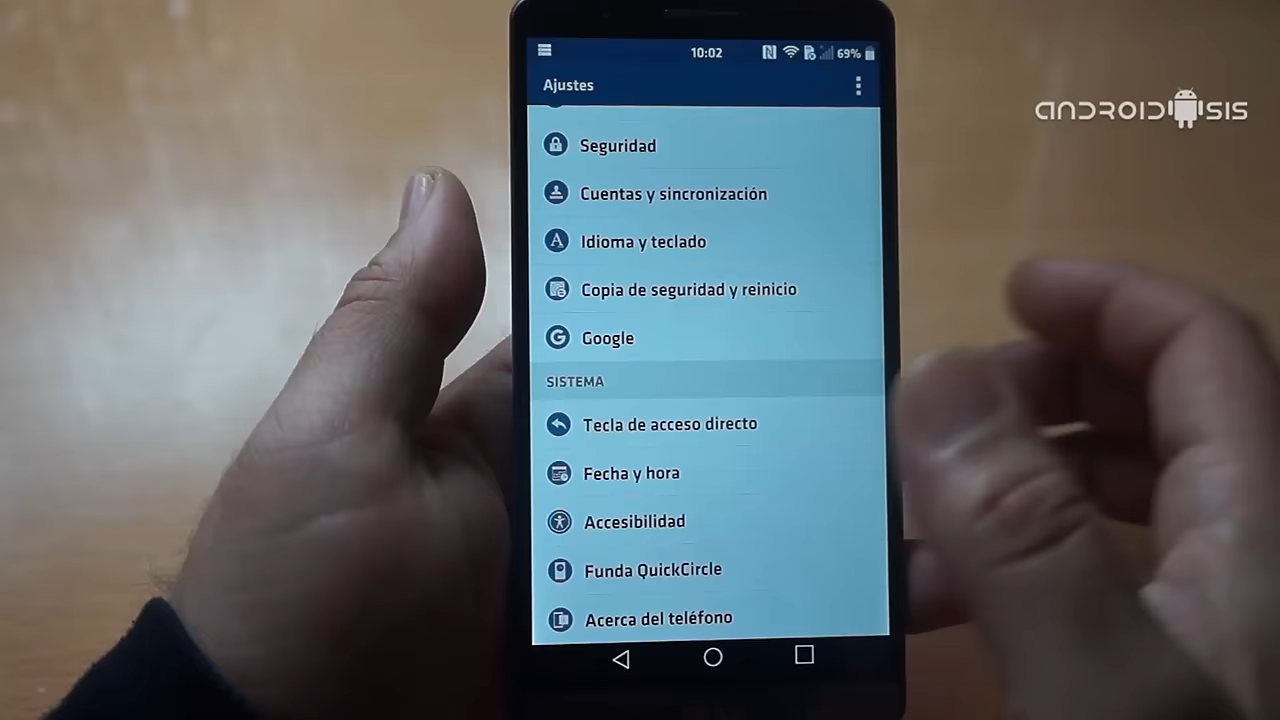 10:02
69%
Ajustes
ANDROIDSIS
Seguridad
Cuentas y sincronización
Idioma y teclado
Copia de seguridad y reinicio
Google
SISTEMA
Tecla de acceso directo
Fecha y hora
Accesibilidad
Funda QuickCircle
Acerca del teléfono